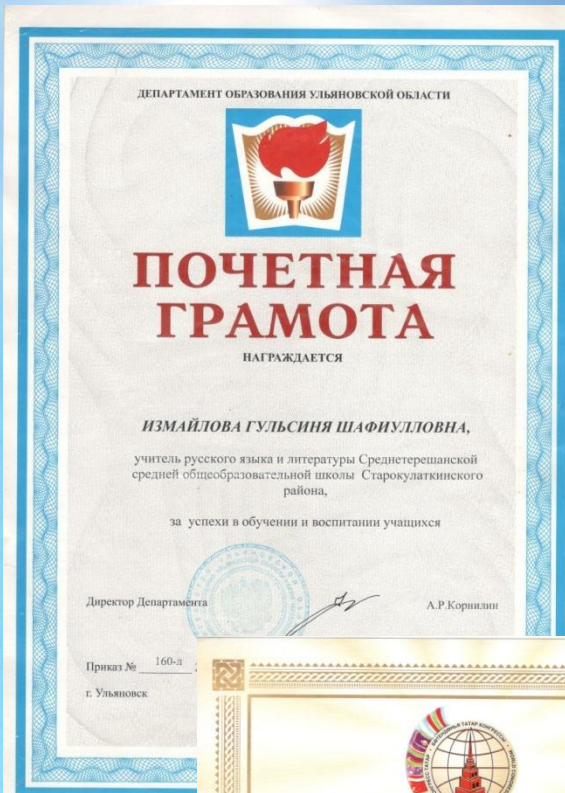 ДЕПАРТАМЕНТ ОБРАЗОВАНИЯ УЛЬЯНОВСКОЙ ОБЛАСТИ
ПОЧЕТНАЯ
ГРАМОТА
НАГРАЖДАЕТСЯ
ИЗМАЙЛОВА ГУЛЬСИНЯ ШАФИУЛЛОВНА,
учитель русского языка и литературы Среднетерешанской
средней общеобразовательной школы Старокулаткинского
района,
за успехи в обучении и воспитании учащихся
Директор Департамента А.Р.Корнилин
Приказ № 160-л
г. Ульяновск